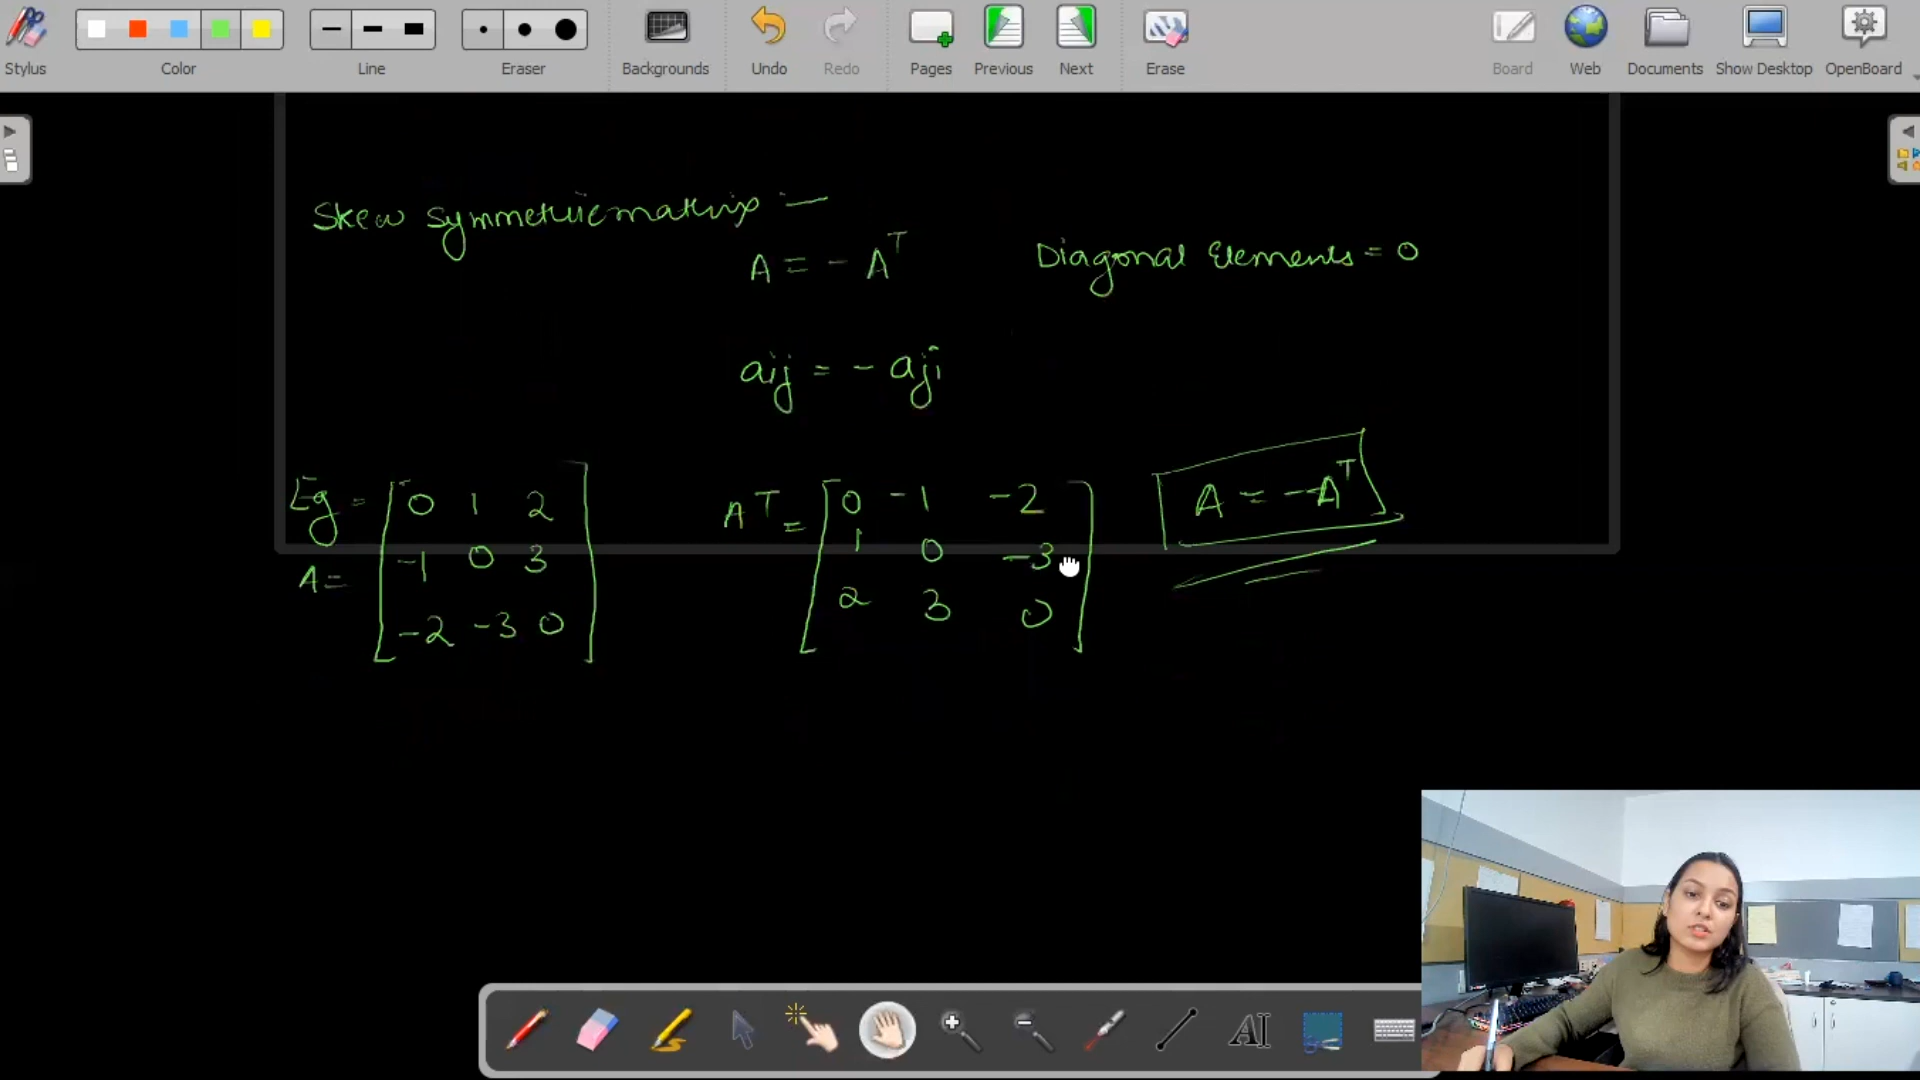 Stylus Color Line Eraser Backgrounds Undo Redo Pages Previous Next Erase Board Web Documents Show Desktop OpenBoard
Skew Symmetric matrix :—
A = - A^T
Diagonal Elements = 0
aij = - aji
Eg = [0 1 2
A = -1 0 3
-2 -3 0]
A^T = [0 -1 -2
1 0 -3
2 3 0]
A = -A^T
AI